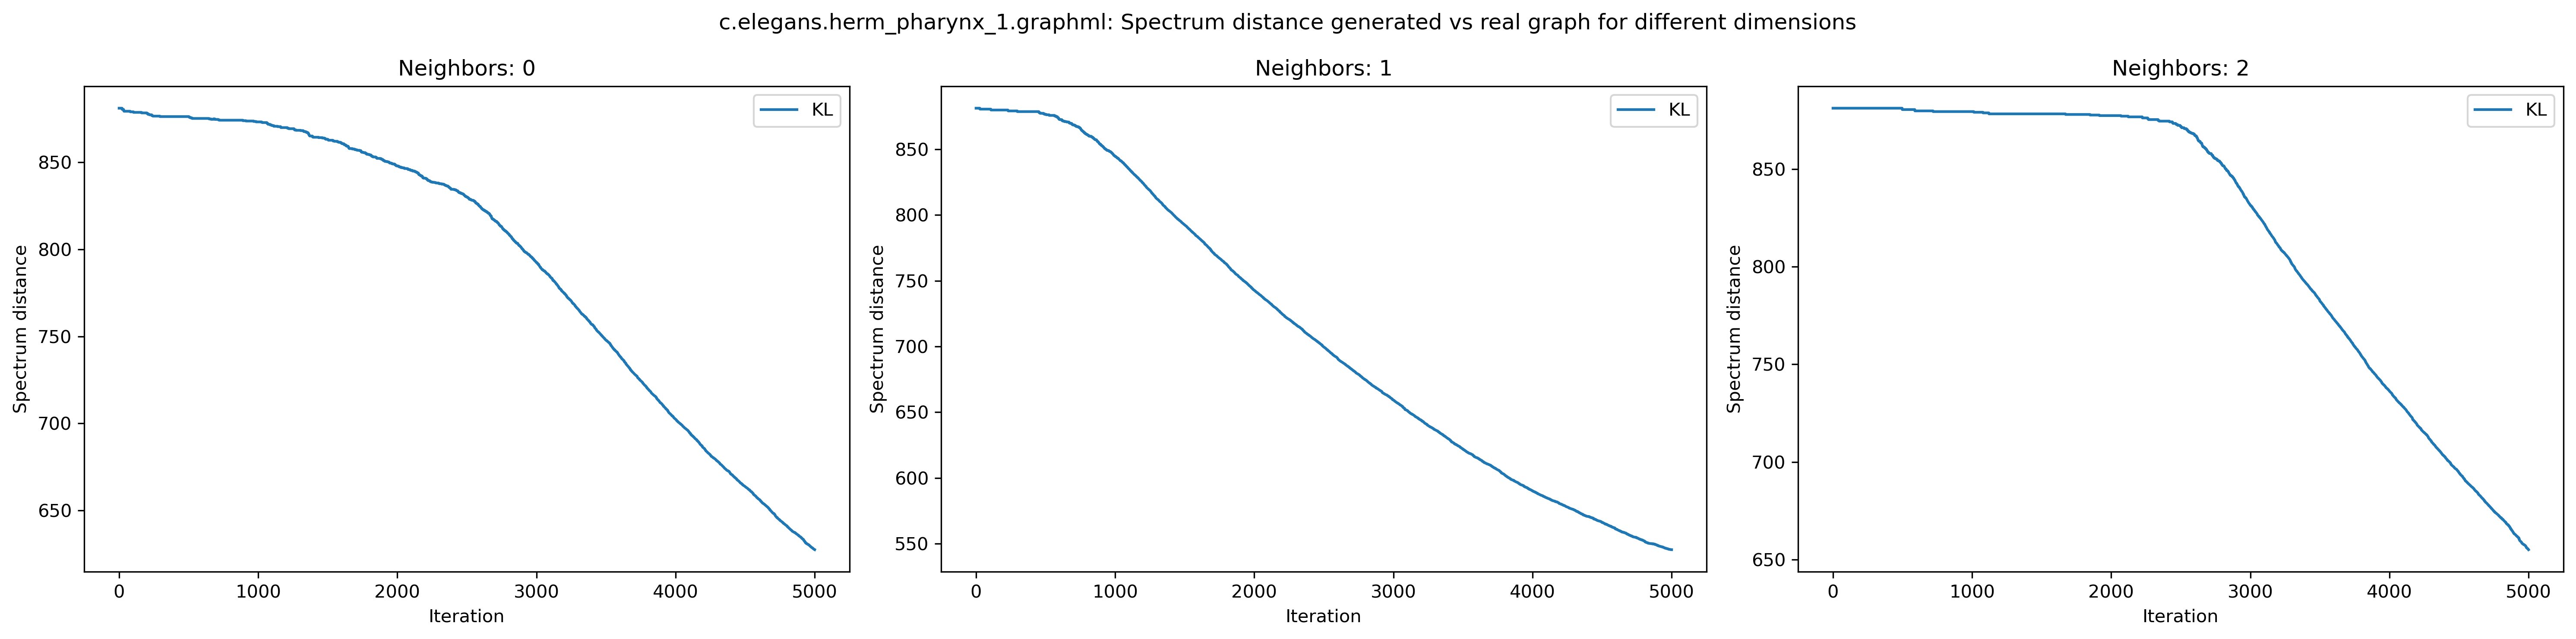 c.elegans.herm_pharynx_1.graphml: Spectrum distance generated vs real graph for different dimensions
Neighbors: 0
KL
850
800
750
700
650
Spectrum distance
0 1000 2000 3000 4000 5000
Iteration
Neighbors: 1
KL
850
800
750
700
650
600
550
Spectrum distance
0 1000 2000 3000 4000 5000
Iteration
Neighbors: 2
KL
850
800
750
700
650
Spectrum distance
0 1000 2000 3000 4000 5000
Iteration